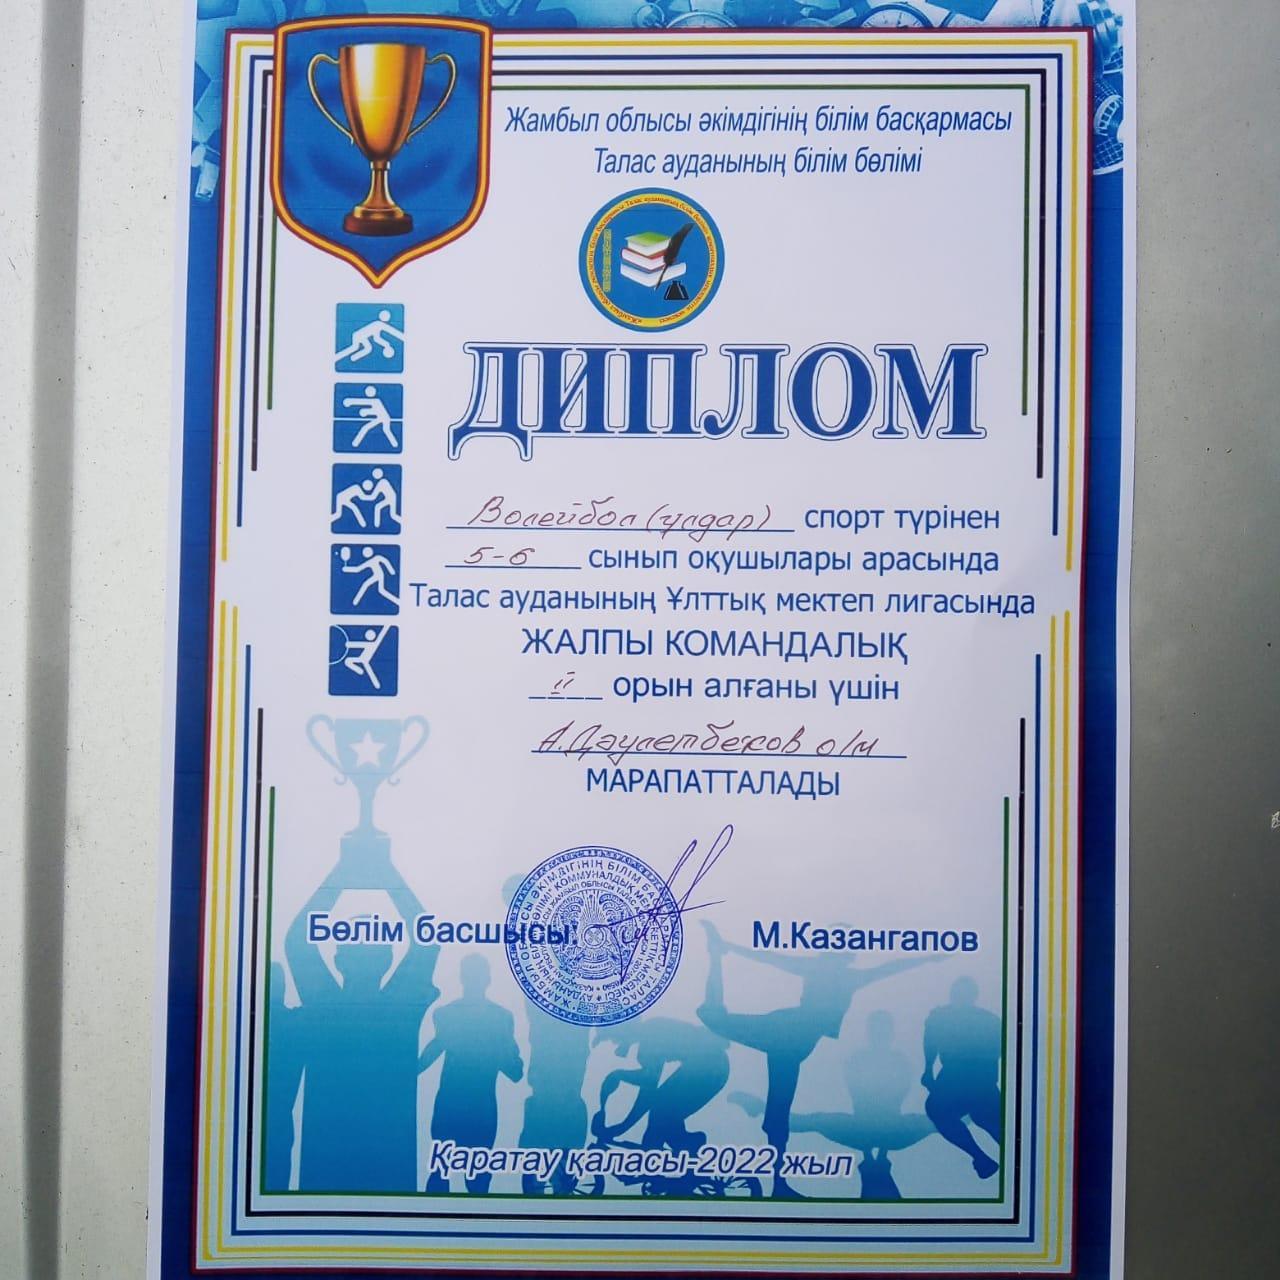 Жамбыл облысы әкімдігінің білім басқармасы
Талас ауданының білім бөлімі
ДИПЛОМ
Волейбол (ұлдар) спорт түрінен
5-6 сынып оқушылары арасында
Талас ауданының Ұлттық мектеп лигасында
ЖАЛПЫ КОМАНДАЛЫҚ
II орын алғаны үшін
А.Дәулетбеков о/м
МАРАПАТТАЛАДЫ
Бөлім басшысы: М.Казангапов
Қаратау қаласы-2022 жыл